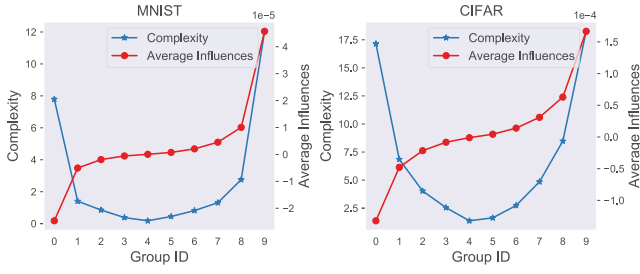 MNIST
1e−5
Complexity
Average Influences
12
10
8
6
4
2
0
4
3
2
1
0
−1
−2
Complexity
Average Influences
0 1 2 3 4 5 6 7 8 9
Group ID
CIFAR
1e−4
Complexity
Average Influences
17.5
15.0
12.5
10.0
7.5
5.0
2.5
1.5
1.0
0.5
0.0
−0.5
−1.0
Complexity
Average Influences
0 1 2 3 4 5 6 7 8 9
Group ID